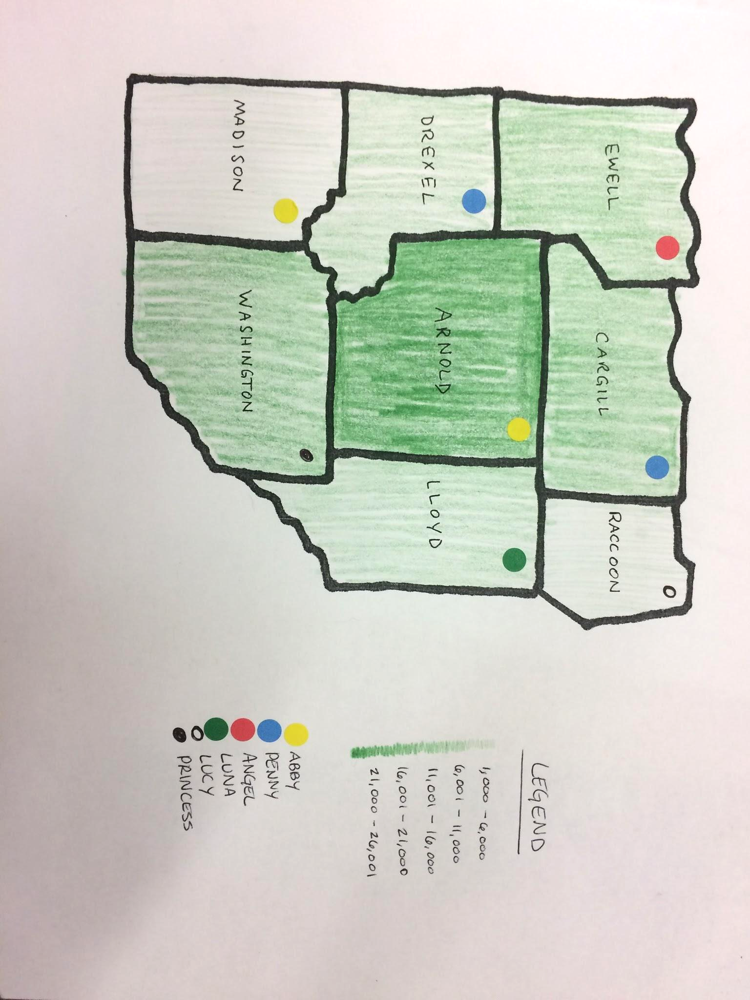 EWELL
CARGILL
RACCOON
DREXEL
ARNOLD
LLOYD
MADISON
WASHINGTON
LEGEND
1,000 - 6,000
6,001 - 11,000
11,001 - 16,000
16,001 - 21,000
21,000 - 26,001
ABBY
PENNY
ANGEL
LUNA
LUCY
PRINCESS